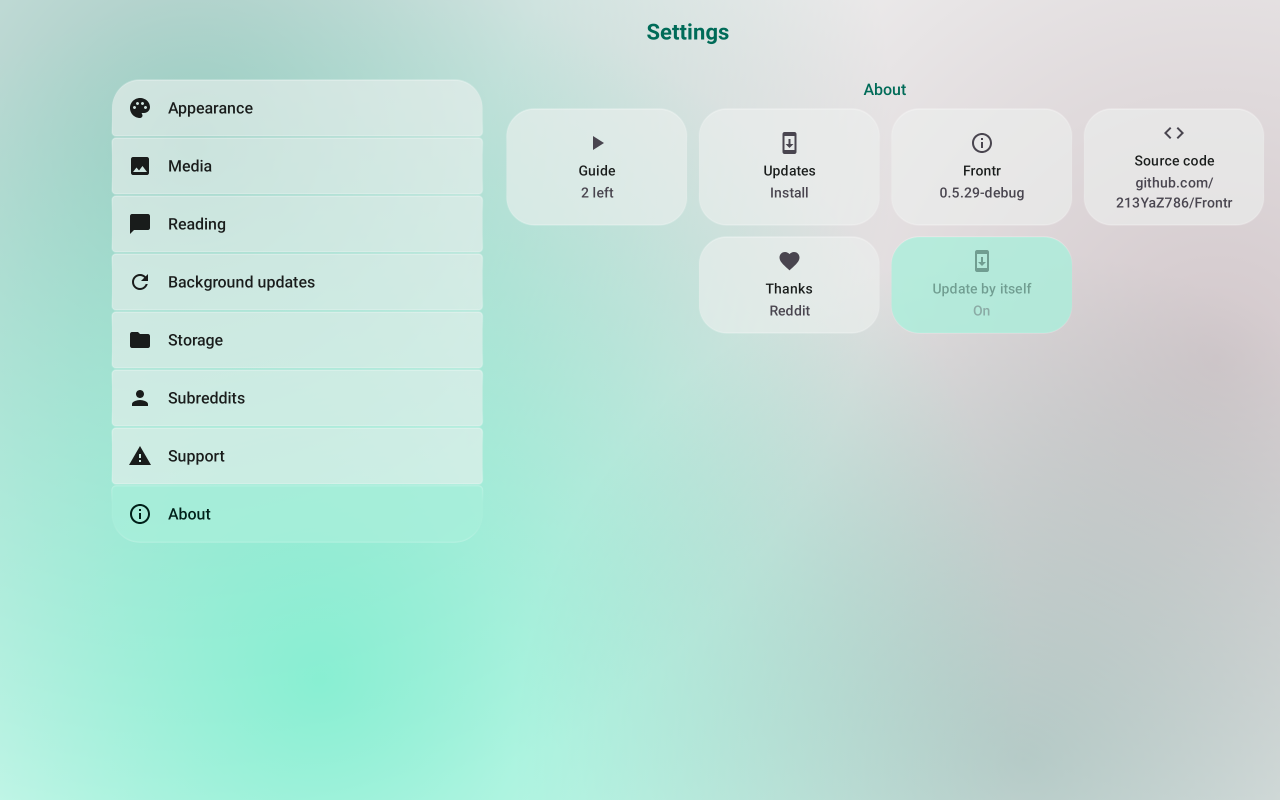 Settings
Appearance
Media
Reading
Background updates
Storage
Subreddits
Support
About
About
Guide
2 left
Updates
Install
Frontr
0.5.29-debug
Source code
github.com/
213YaZ786/Frontr
Thanks
Reddit
Update by itself
On